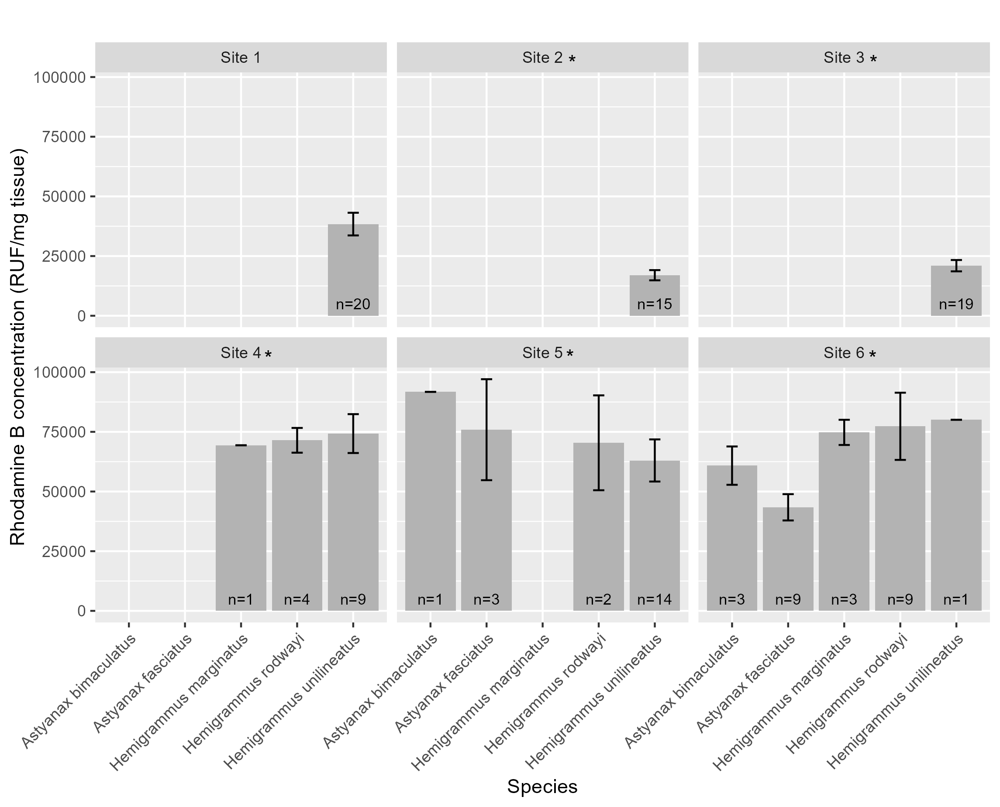 Site 1
Site 2 *
Site 3 *
100000
75000
50000
25000
0
n=20
n=15
n=19
Rhodamine B concentration (RUF/mg tissue)
Site 4 *
Site 5 *
Site 6 *
100000
75000
50000
25000
0
n=1
n=4
n=9
n=1
n=3
n=2
n=14
n=3
n=9
n=3
n=9
n=1
Astyanax bimaculatus
Astyanax fasciatus
Hemigrammus marginatus
Hemigrammus rodwayi
Hemigrammus unilineatus
Astyanax bimaculatus
Astyanax fasciatus
Hemigrammus marginatus
Hemigrammus rodwayi
Hemigrammus unilineatus
Astyanax bimaculatus
Astyanax fasciatus
Hemigrammus marginatus
Hemigrammus rodwayi
Hemigrammus unilineatus
Species